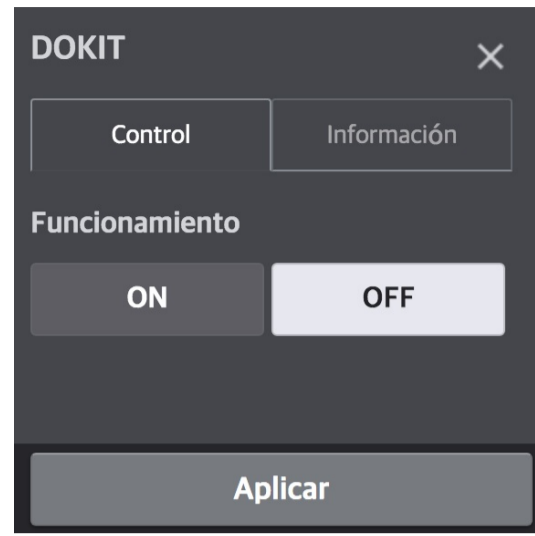 DOKIT
Control Información
Funcionamiento
ON OFF
Aplicar